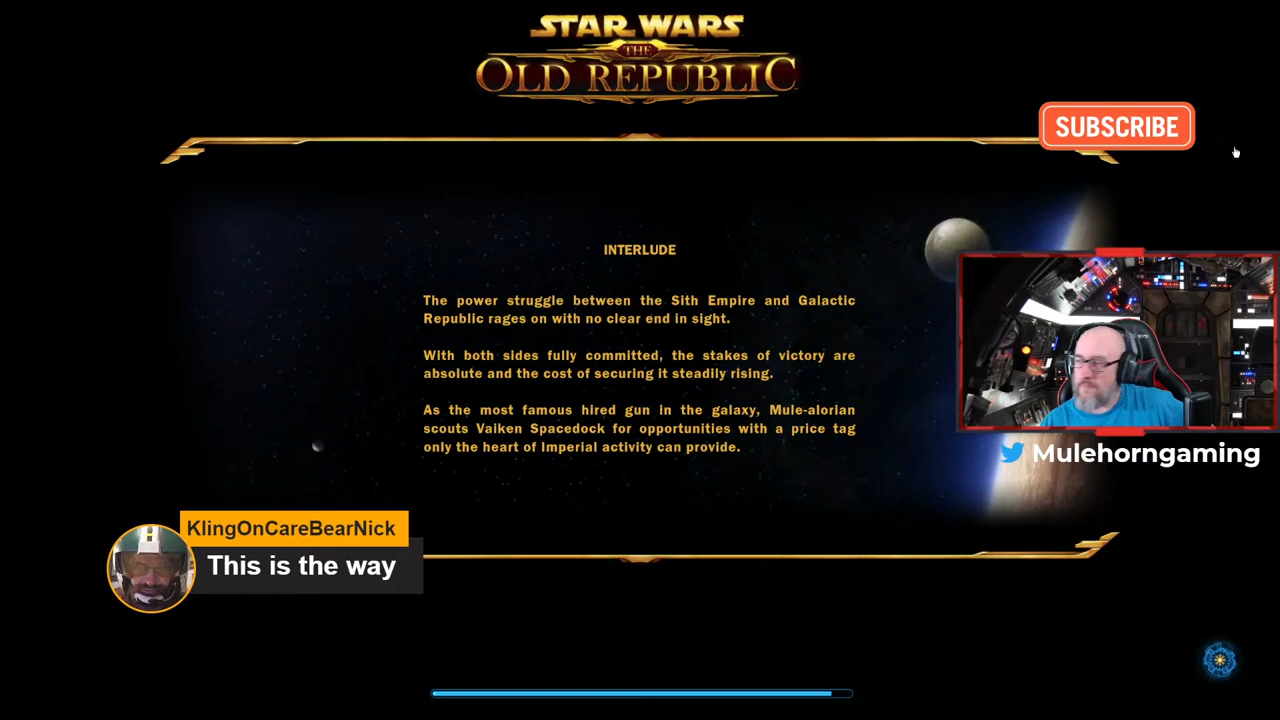 STAR WARS
THE
OLD REPUBLIC
SUBSCRIBE
INTERLUDE
The power struggle between the Sith Empire and Galactic
Republic rages on with no clear end in sight.
With both sides fully committed, the stakes of victory are
absolute and the cost of securing it steadily rising.
As the most famous hired gun in the galaxy, Mule-alorian
scouts Vaiken Spacedock for opportunities with a price tag
only the heart of Imperial activity can provide.
Mulehorngaming
KlingOnCareBearNick
This is the way